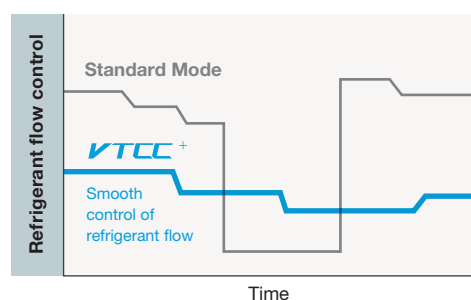 Refrigerant flow control
Standard Mode
VTCC +
Smooth
control of
refrigerant flow
Time